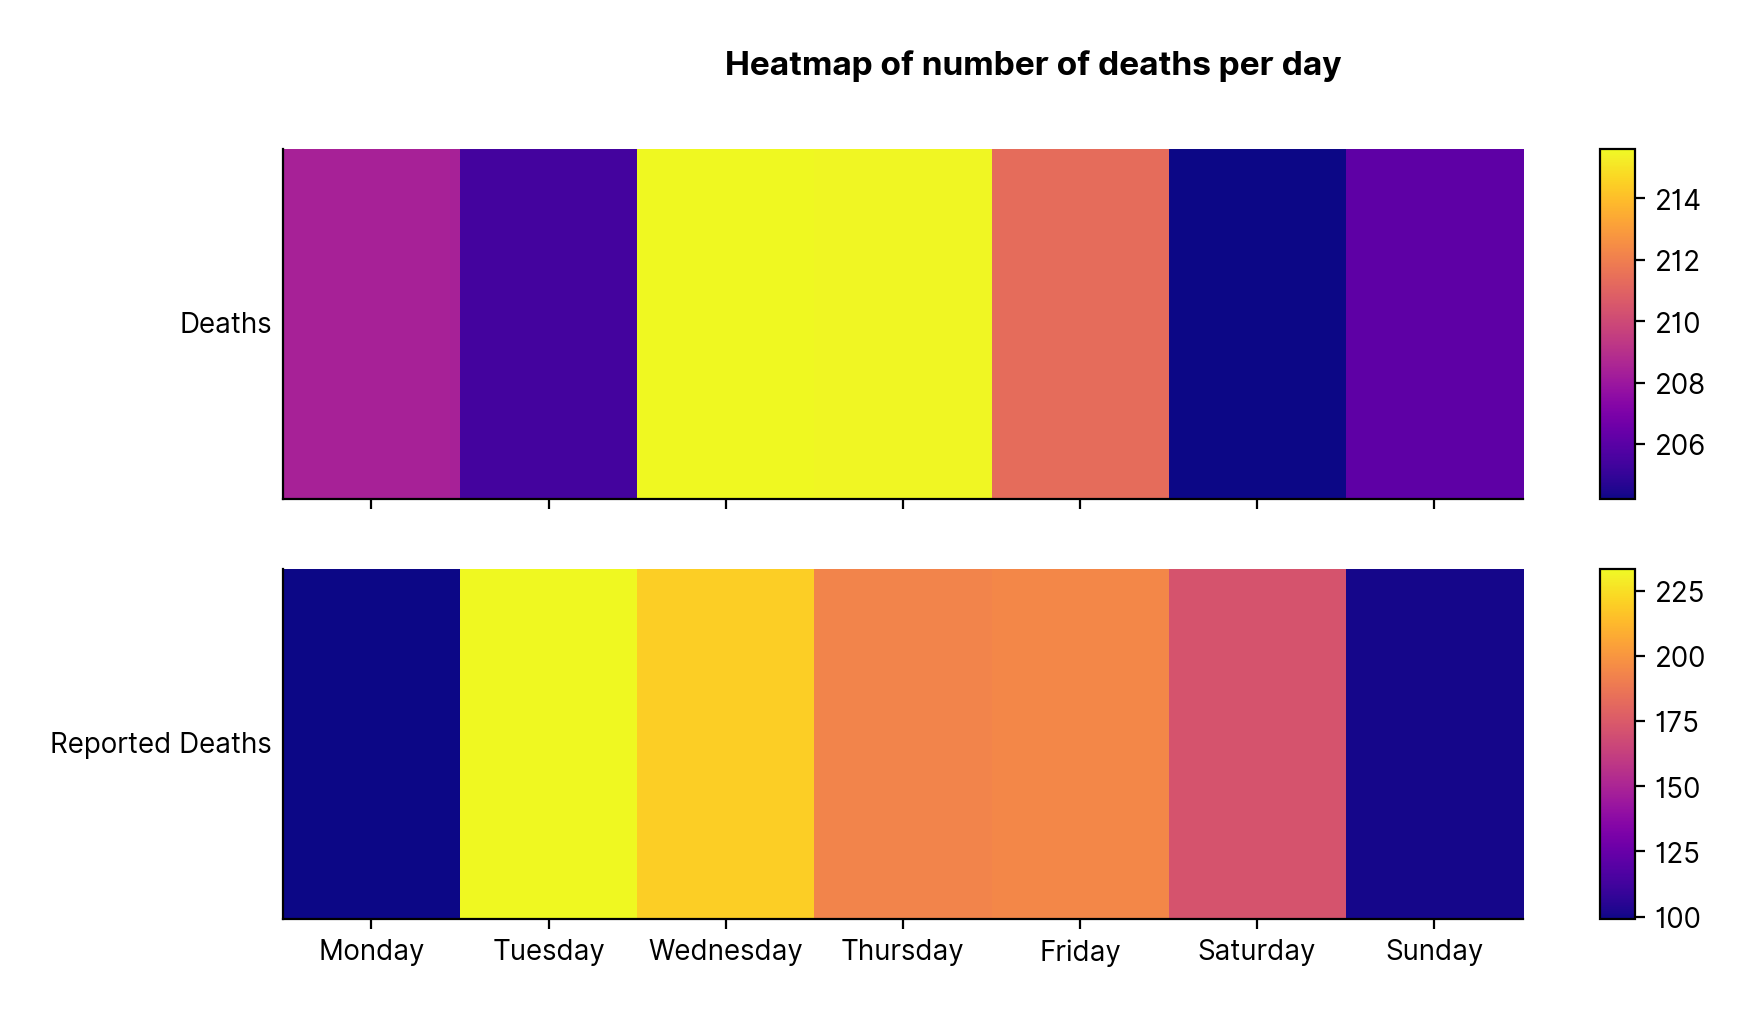 Heatmap of number of deaths per day
Deaths
214
212
210
208
206
Reported Deaths
225
200
175
150
125
100
Monday Tuesday Wednesday Thursday Friday Saturday Sunday